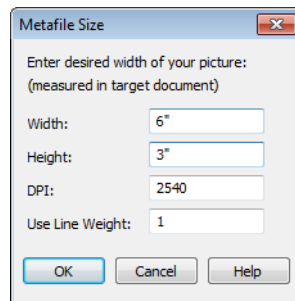 Metafile Size
Enter desired width of your picture:
(measured in target document)
Width: 6"
Height: 3"
DPI: 2540
Use Line Weight: 1
OK Cancel Help